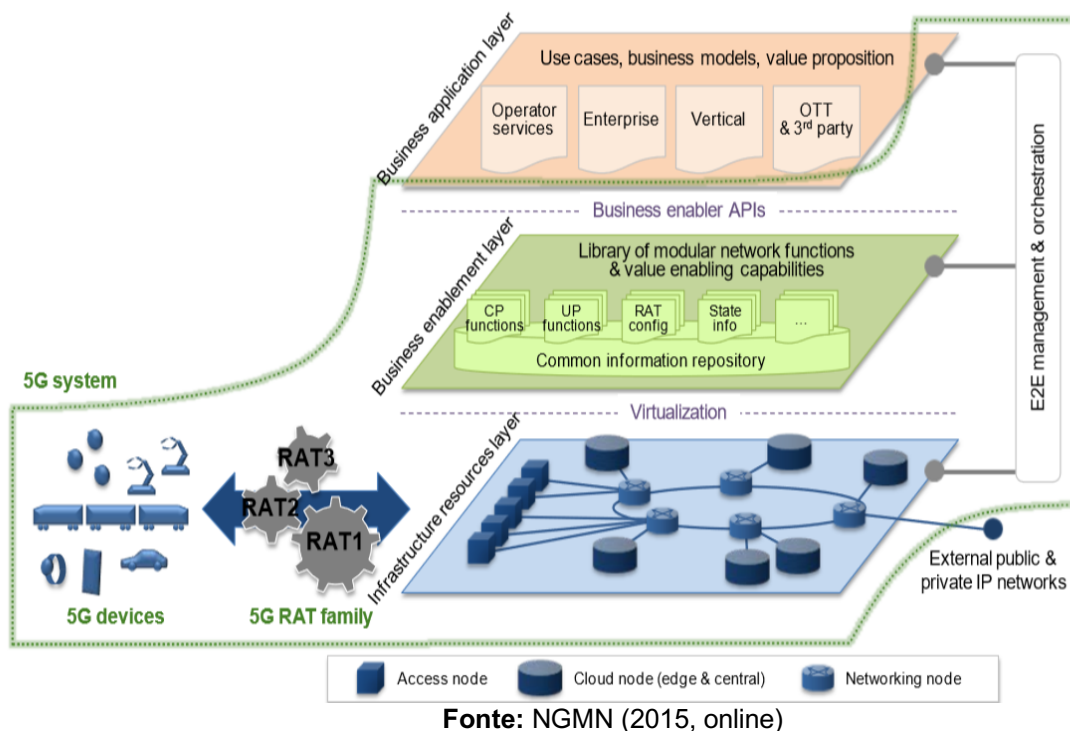 Business application layer
Use cases, business models, value proposition
Operator
services
Enterprise
Vertical
OTT
& 3rd party
Business enabler APIs
Business enablement layer
Library of modular network functions
& value enabling capabilities
CP
functions
UP
functions
RAT
config
State
info
...
Common information repository
E2E management & orchestration
5G system
Virtualization
Infrastructure resources layer
RAT3
RAT2
RAT1
5G devices
5G RAT family
External public &
private IP networks
Access node
Cloud node (edge & central)
Networking node
Fonte: NGMN (2015, online)